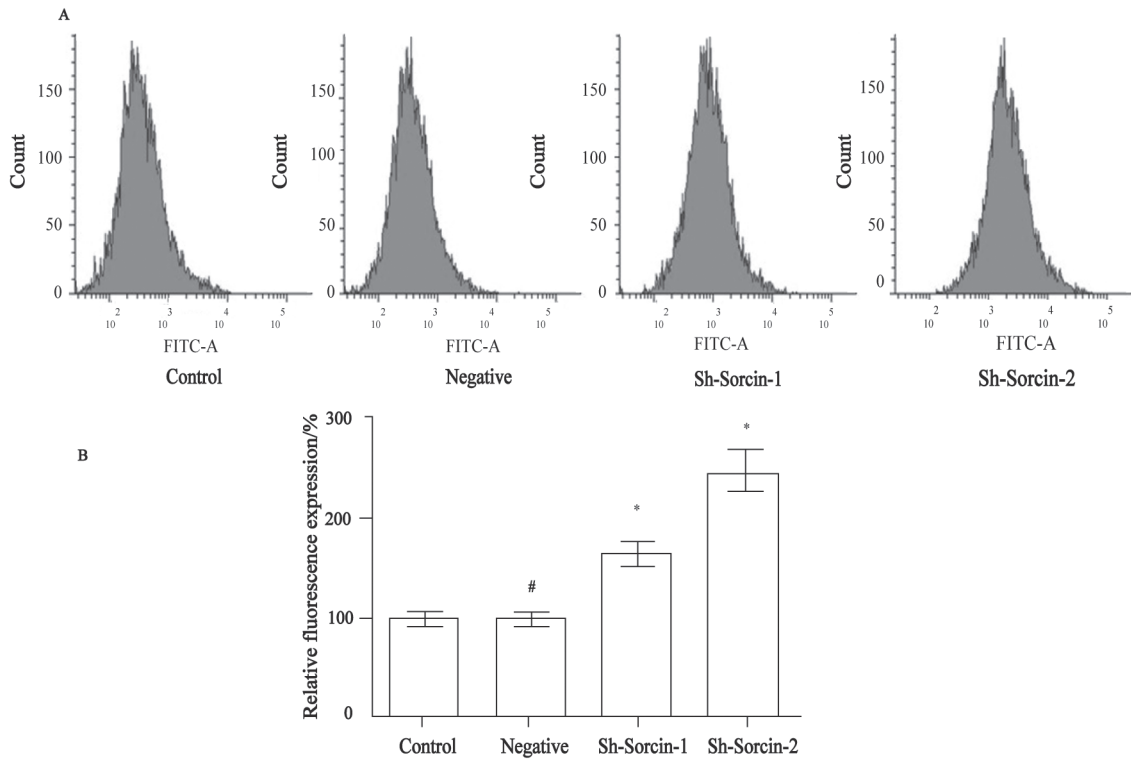 A
Count
150
100
50
0
10 2
10 3
10 4
10 5
FITC-A
Control
Count
150
100
50
0
10 2
10 3
10 4
10 5
FITC-A
Negative
Count
150
100
50
0
10 2
10 3
10 4
10 5
FITC-A
Sh-Sorcin-1
Count
150
100
50
0
10 2
10 3
10 4
10 5
FITC-A
Sh-Sorcin-2
B
Relative fluorescence expression/%
300
200
100
0
#
*
*
Control
Negative
Sh-Sorcin-1
Sh-Sorcin-2